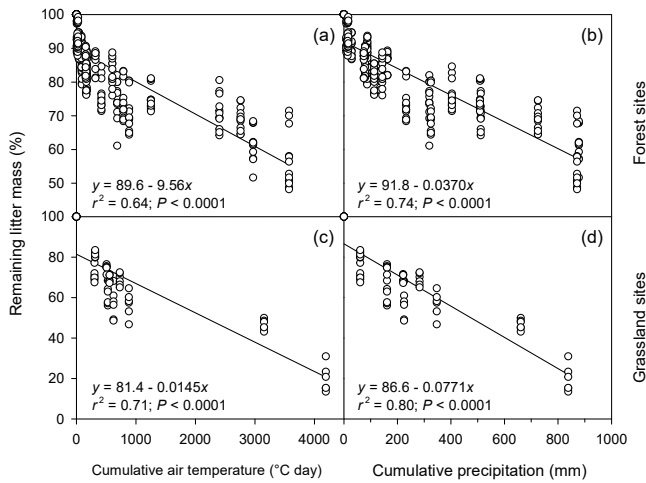 100
90
80
70
60
50
(a)
y = 89.6 - 9.56x
r² = 0.64; P < 0.0001
(b)
y = 91.8 - 0.0370x
r² = 0.74; P < 0.0001
Forest sites
Remaining litter mass (%)
100
80
60
40
20
0
(c)
y = 81.4 - 0.0145x
r² = 0.71; P < 0.0001
(d)
y = 86.6 - 0.0771x
r² = 0.80; P < 0.0001
Grassland sites
0 1000 2000 3000 4000
0 200 400 600 800 1000
Cumulative air temperature (°C day)
Cumulative precipitation (mm)